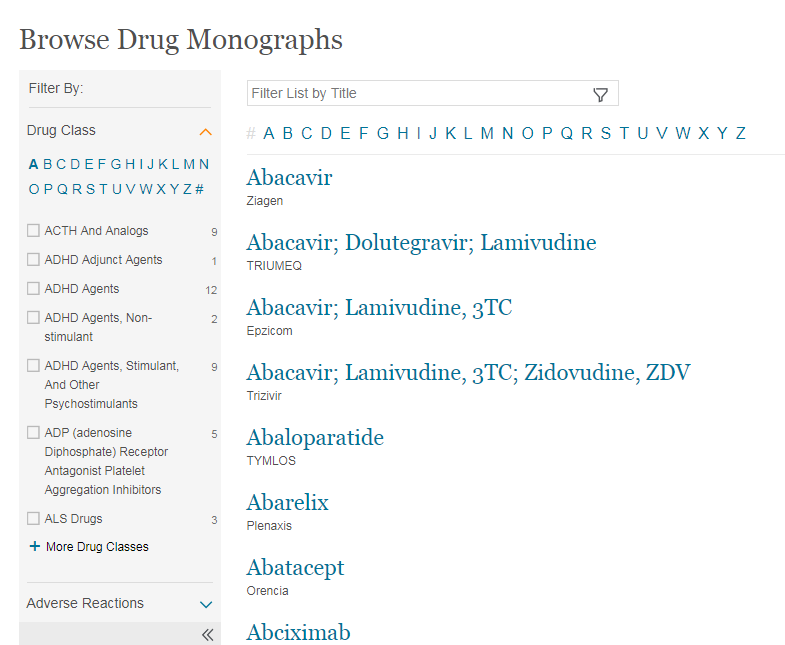 Browse Drug Monographs
Filter By:
Drug Class
A B C D E F G H I J K L M N
O P Q R S T U V W X Y Z #
ACTH And Analogs 9
ADHD Adjunct Agents 1
ADHD Agents 12
ADHD Agents, Non- 2
stimulant
ADHD Agents, Stimulant, 9
And Other
Psychostimulants
ADP (adenosine 5
Diphosphate) Receptor
Antagonist Platelet
Aggregation Inhibitors
ALS Drugs 3
+ More Drug Classes
Adverse Reactions
Filter List by Title
# A B C D E F G H I J K L M N O P Q R S T U V W X Y Z
Abacavir
Ziagen
Abacavir; Dolutegravir; Lamivudine
TRIUMEQ
Abacavir; Lamivudine, 3TC
Epzicom
Abacavir; Lamivudine, 3TC; Zidovudine, ZDV
Trizivir
Abaloparatide
TYMLOS
Abarelix
Plenaxis
Abatacept
Orencia
Abciximab